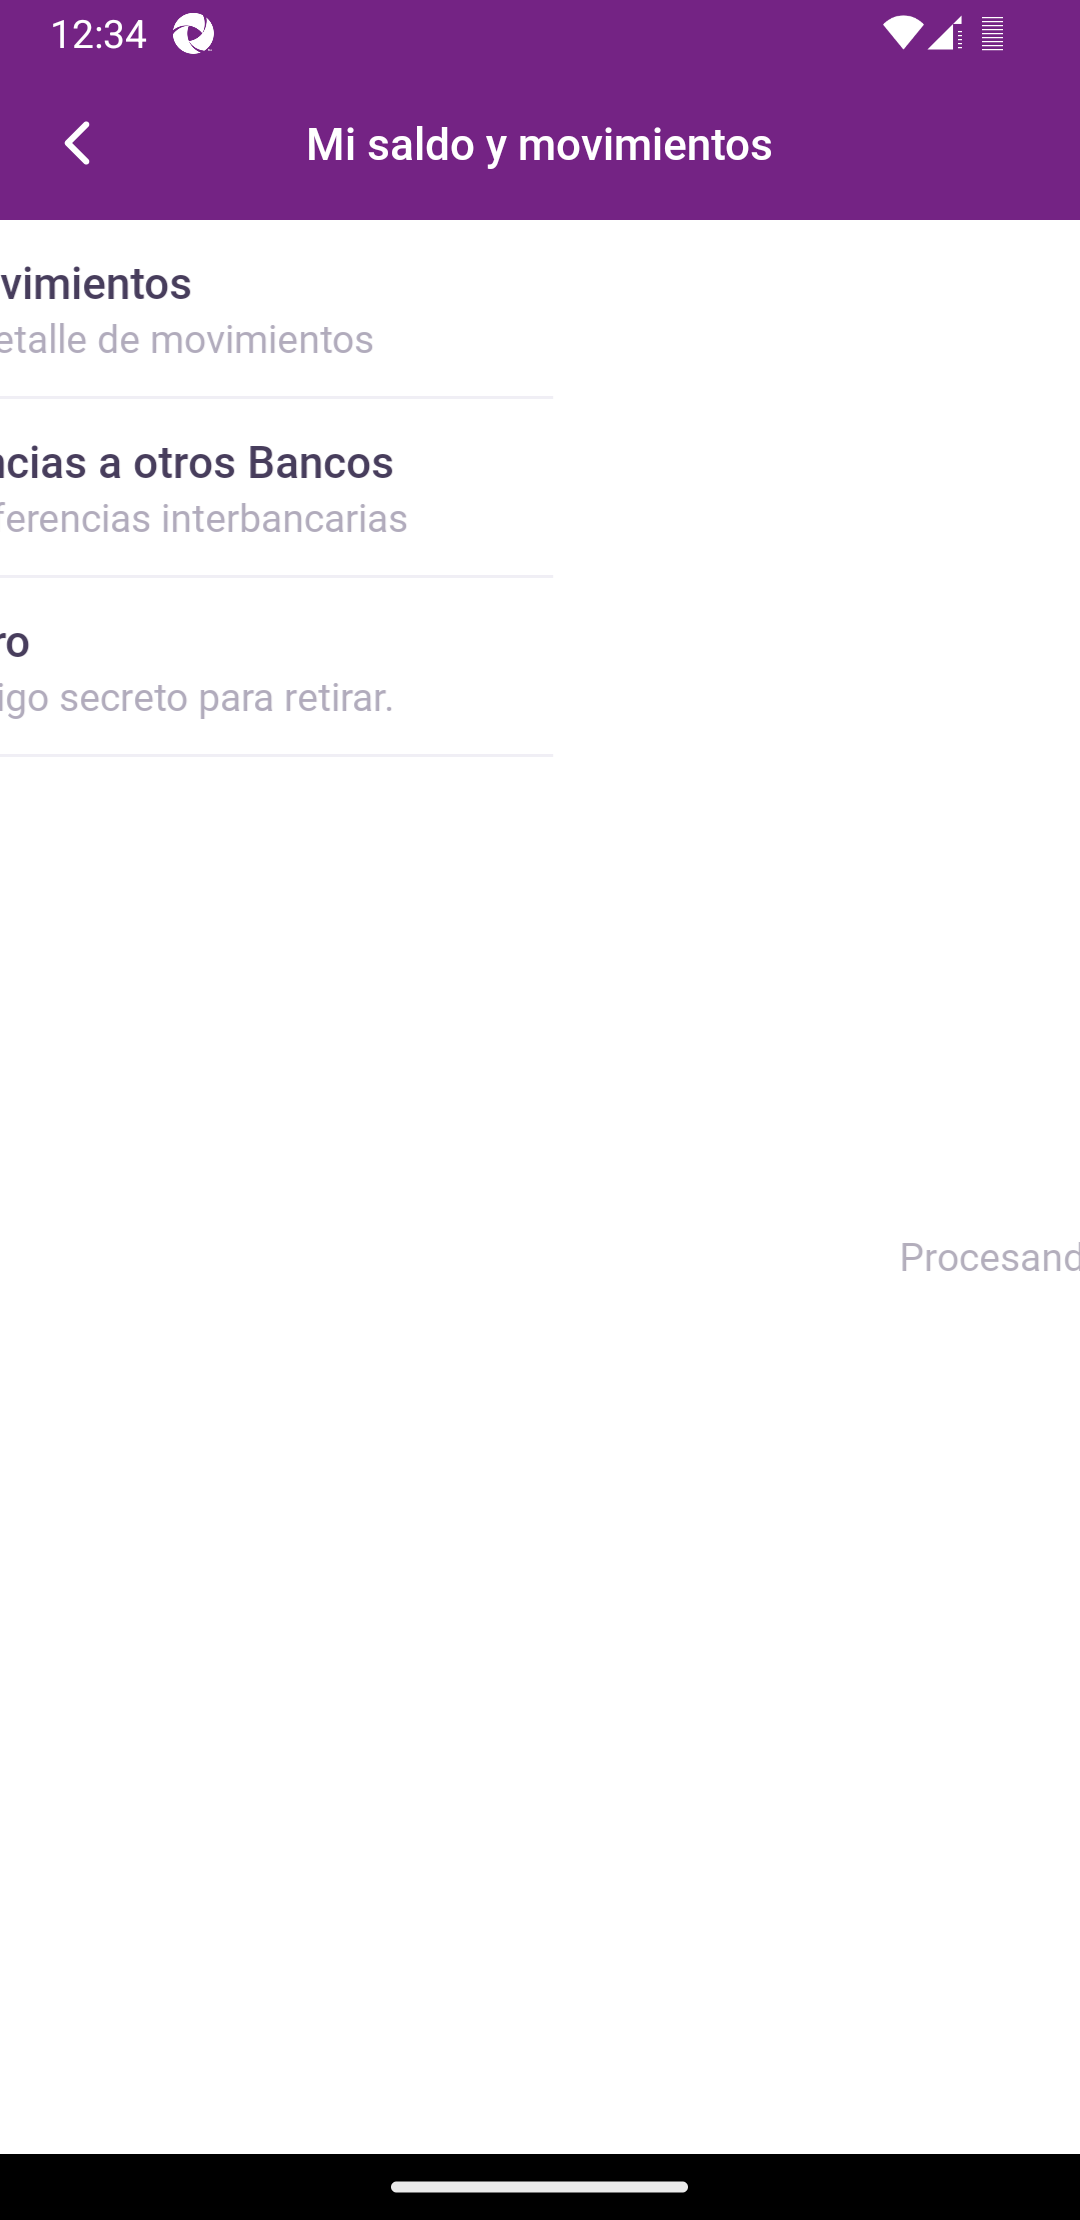 12:34
Mi saldo y movimientos
vimientos
etalle de movimientos
ncias a otros Bancos
ferencias interbancarias
ro
igo secreto para retirar.
Procesand